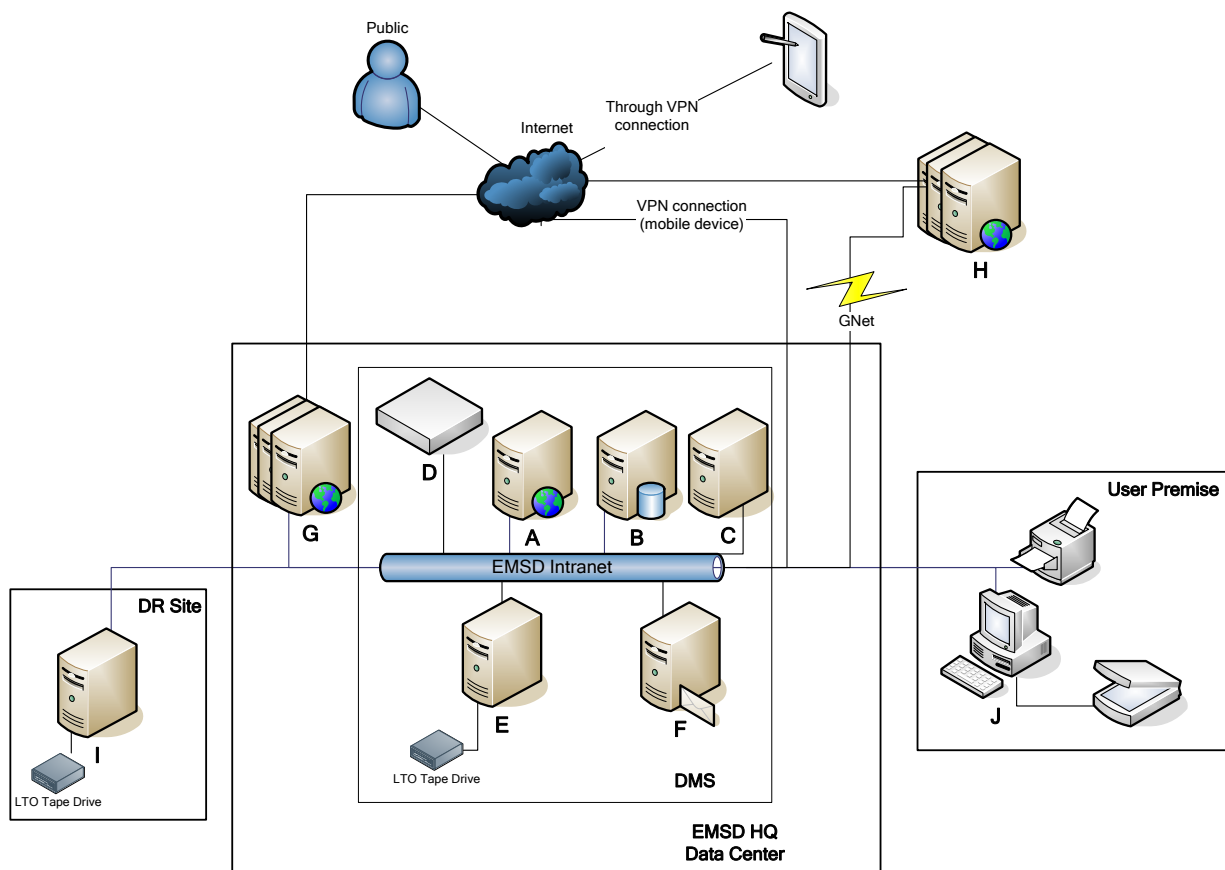 Public
Through VPN
connection
Internet
VPN connection
(mobile device)
H
GNet
D
A
B
C
G
User Premise
EMSD Intranet
DR Site
E
F
J
I
LTO Tape Drive
LTO Tape Drive
DMS
EMSD HQ
Data Center